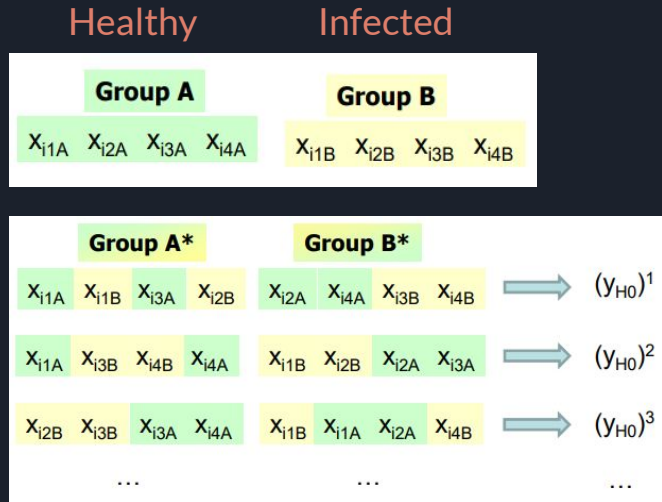 Healthy Infected
Group A Group B
Xi1A Xi2A Xi3A Xi4A Xi1B Xi2B Xi3B Xi4B
Group A* Group B*
Xi1A Xi1B Xi3A Xi2B Xi2A Xi4A Xi3B Xi4B (yH0)1
Xi1A Xi3B Xi4B Xi4A Xi1B Xi2B Xi2A Xi3A (yH0)2
Xi2B Xi3B Xi3A Xi4A Xi1B Xi1A Xi2A Xi4B (yH0)3
... ... ...